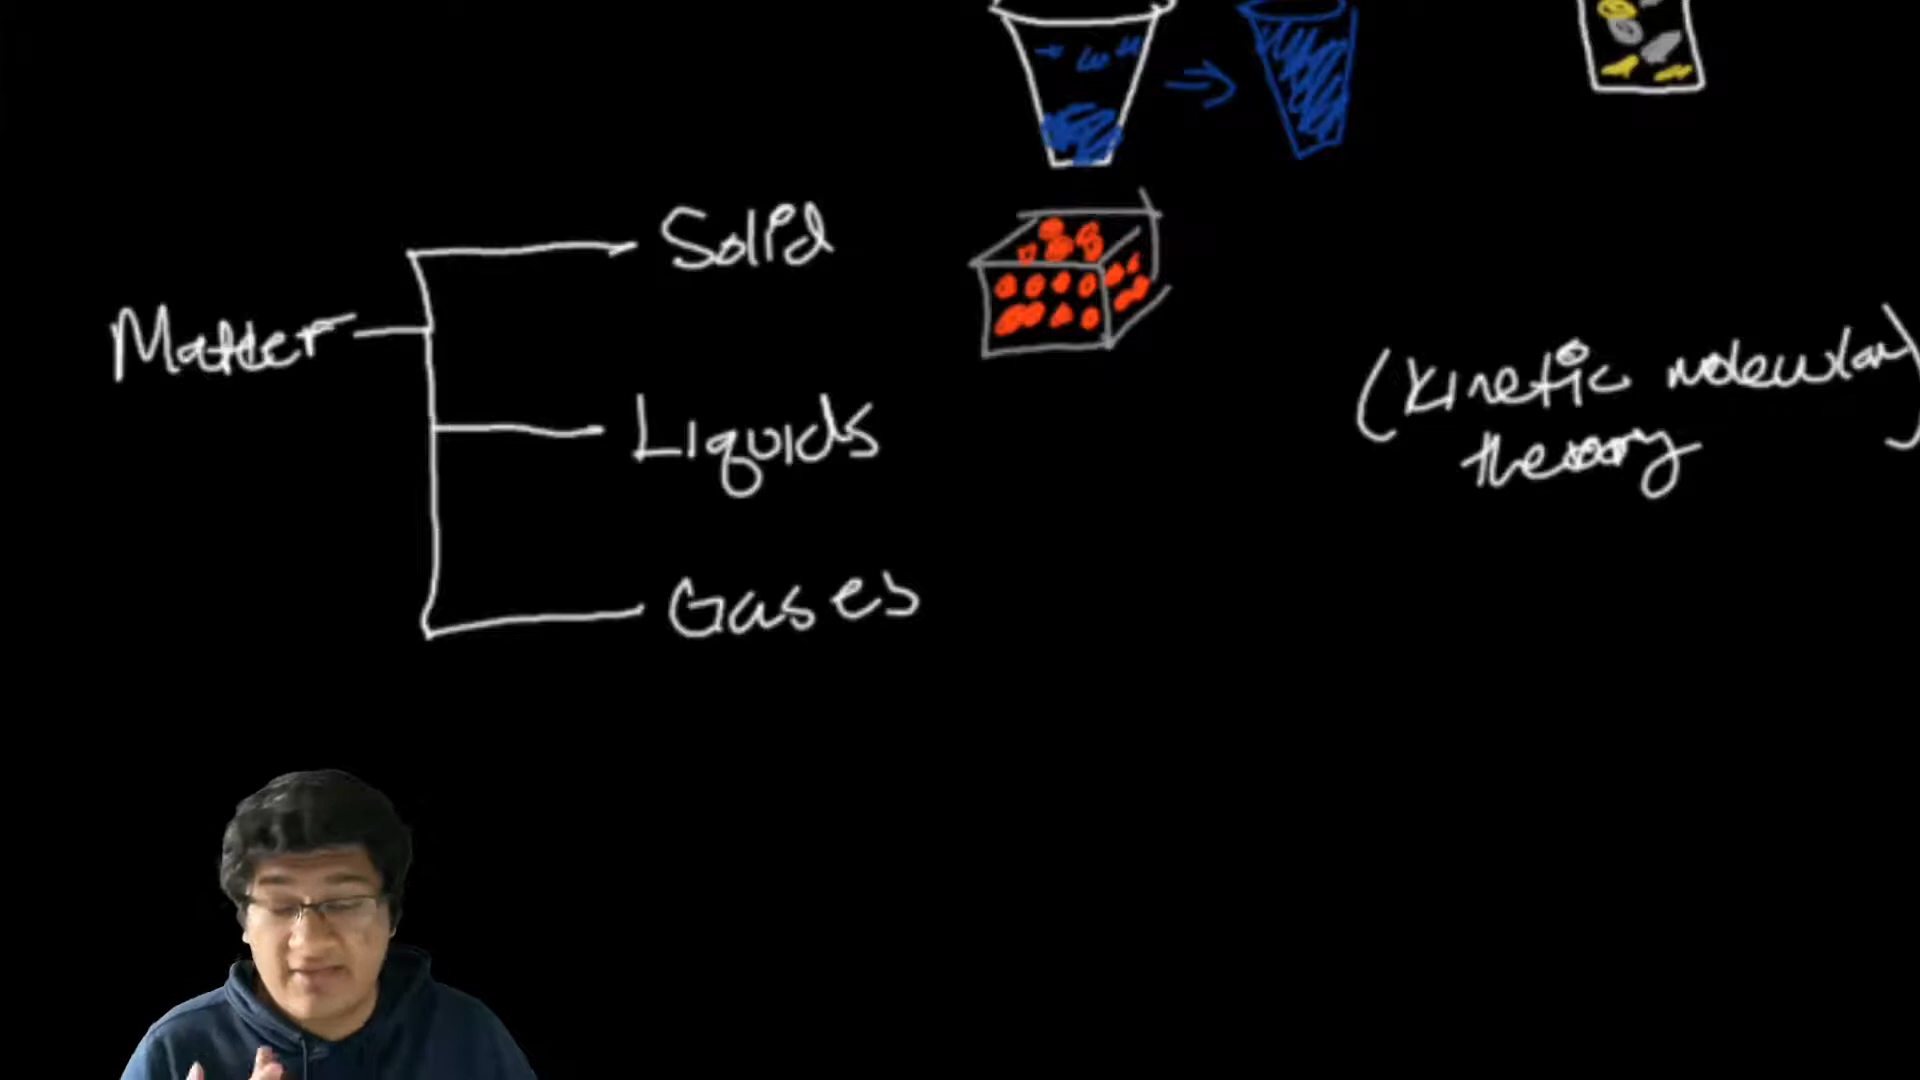 Solid
Matter
(kinetic molecular)
theory
Liquids
Gases